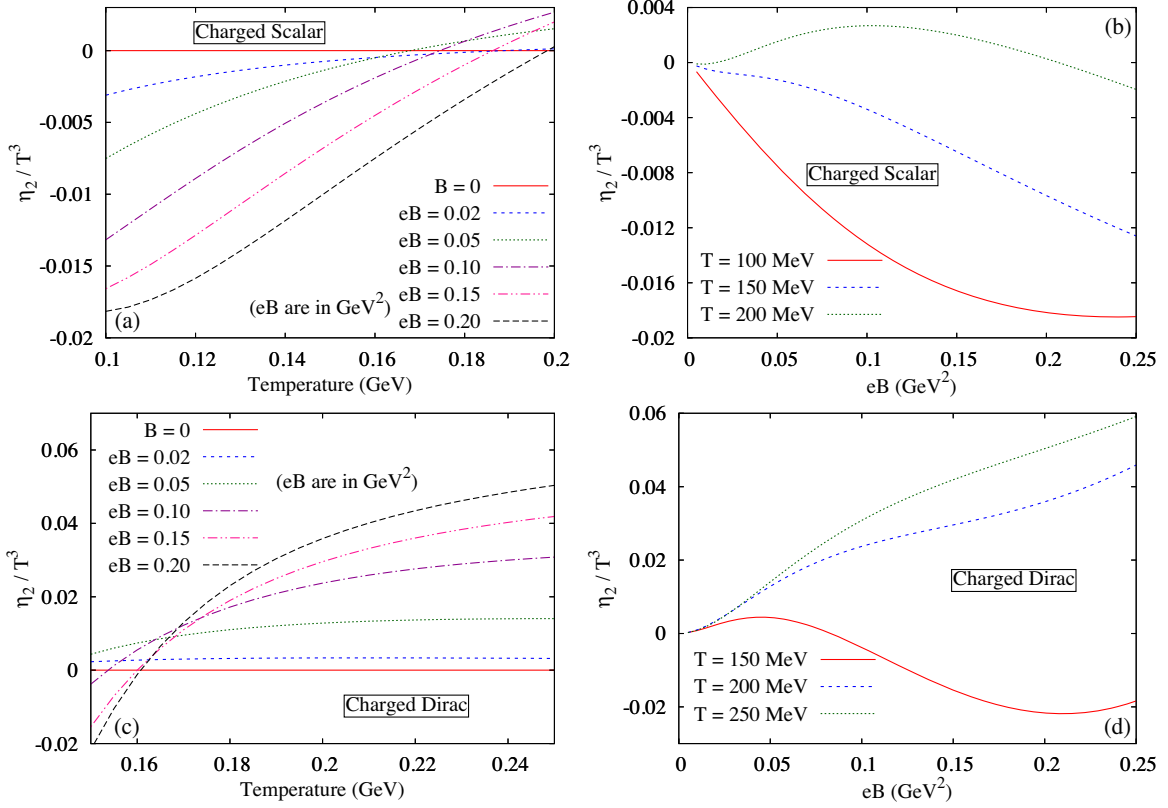 Charged Scalar
η₂ / T³
0
-0.005
-0.01
-0.015
-0.02
B = 0
eB = 0.02
eB = 0.05
eB = 0.10
eB = 0.15
eB = 0.20
(eB are in GeV²)
(a)
0.1 0.12 0.14 0.16 0.18 0.2
Temperature (GeV)
(b)
η₂ / T³
0.004
0
-0.004
-0.008
-0.012
-0.016
-0.02
Charged Scalar
T = 100 MeV
T = 150 MeV
T = 200 MeV
0 0.05 0.1 0.15 0.2 0.25
eB (GeV²)
η₂ / T³
0.06
0.04
0.02
0
-0.02
B = 0
eB = 0.02
eB = 0.05
eB = 0.10
eB = 0.15
eB = 0.20
(eB are in GeV²)
Charged Dirac
(c)
0.16 0.18 0.2 0.22 0.24
Temperature (GeV)
η₂ / T³
0.06
0.04
0.02
0
-0.02
Charged Dirac
T = 150 MeV
T = 200 MeV
T = 250 MeV
(d)
0 0.05 0.1 0.15 0.2 0.25
eB (GeV²)